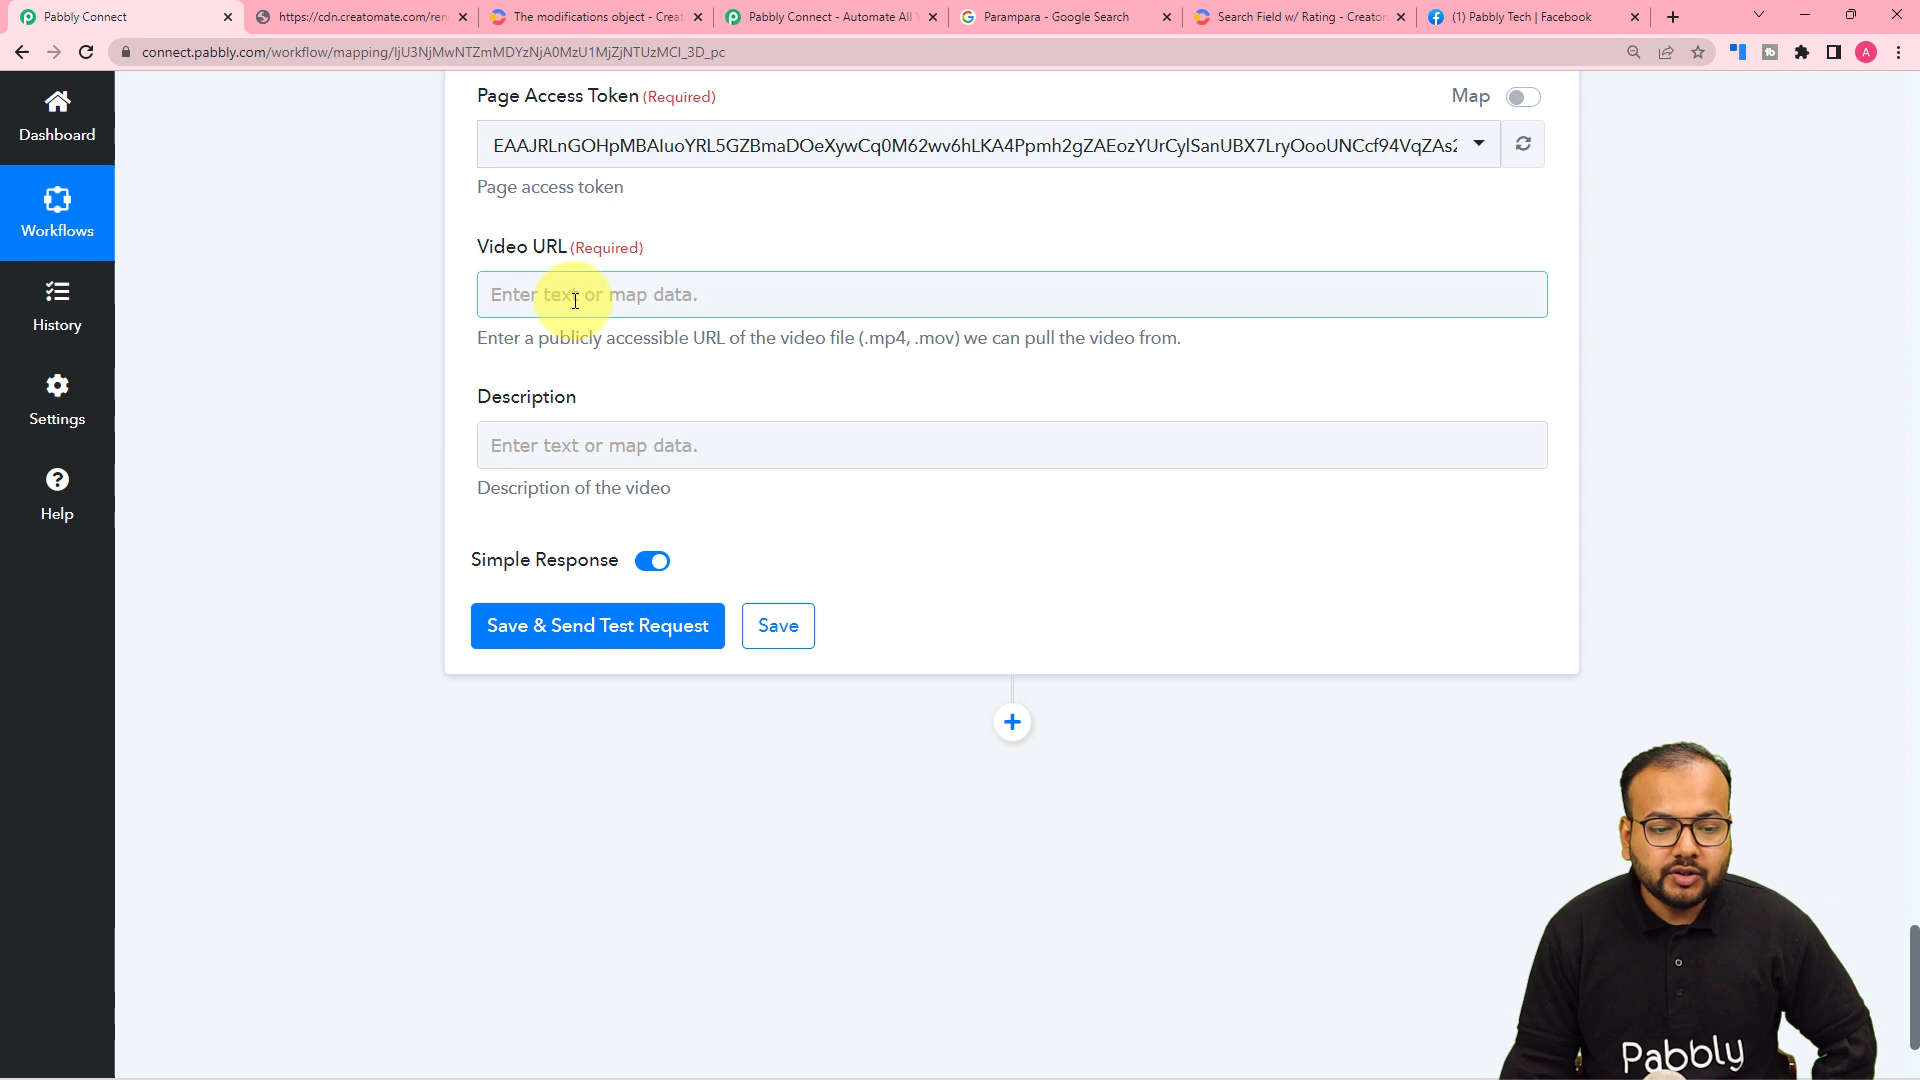 Pabbly Connect
https://cdn.creatomate.com/ren
The modifications object - Creat
Pabbly Connect - Automate All
Parampara - Google Search
Search Field w/ Rating - Creaton
(1) Pabbly Tech | Facebook
connect.pabbly.com/workflow/mapping/IjU3NjMwNTZmMDYzNjA0MzU1MjZjNTUzMCI_3D_pc
A
Dashboard
Workflows
History
Settings
Help
Page Access Token (Required)
Map
EAAJRLnGOHpMBAIuoYRL5GZBmaDOeXywCq0M62wv6hLKA4Ppmh2gZAEozYUrCylSanUBX7LryOooUNCcf94VqZAs2
Page access token
Video URL (Required)
Enter text or map data.
Enter a publicly accessible URL of the video file (.mp4, .mov) we can pull the video from.
Description
Enter text or map data.
Description of the video
Simple Response
Save & Send Test Request
Save
Pabbly